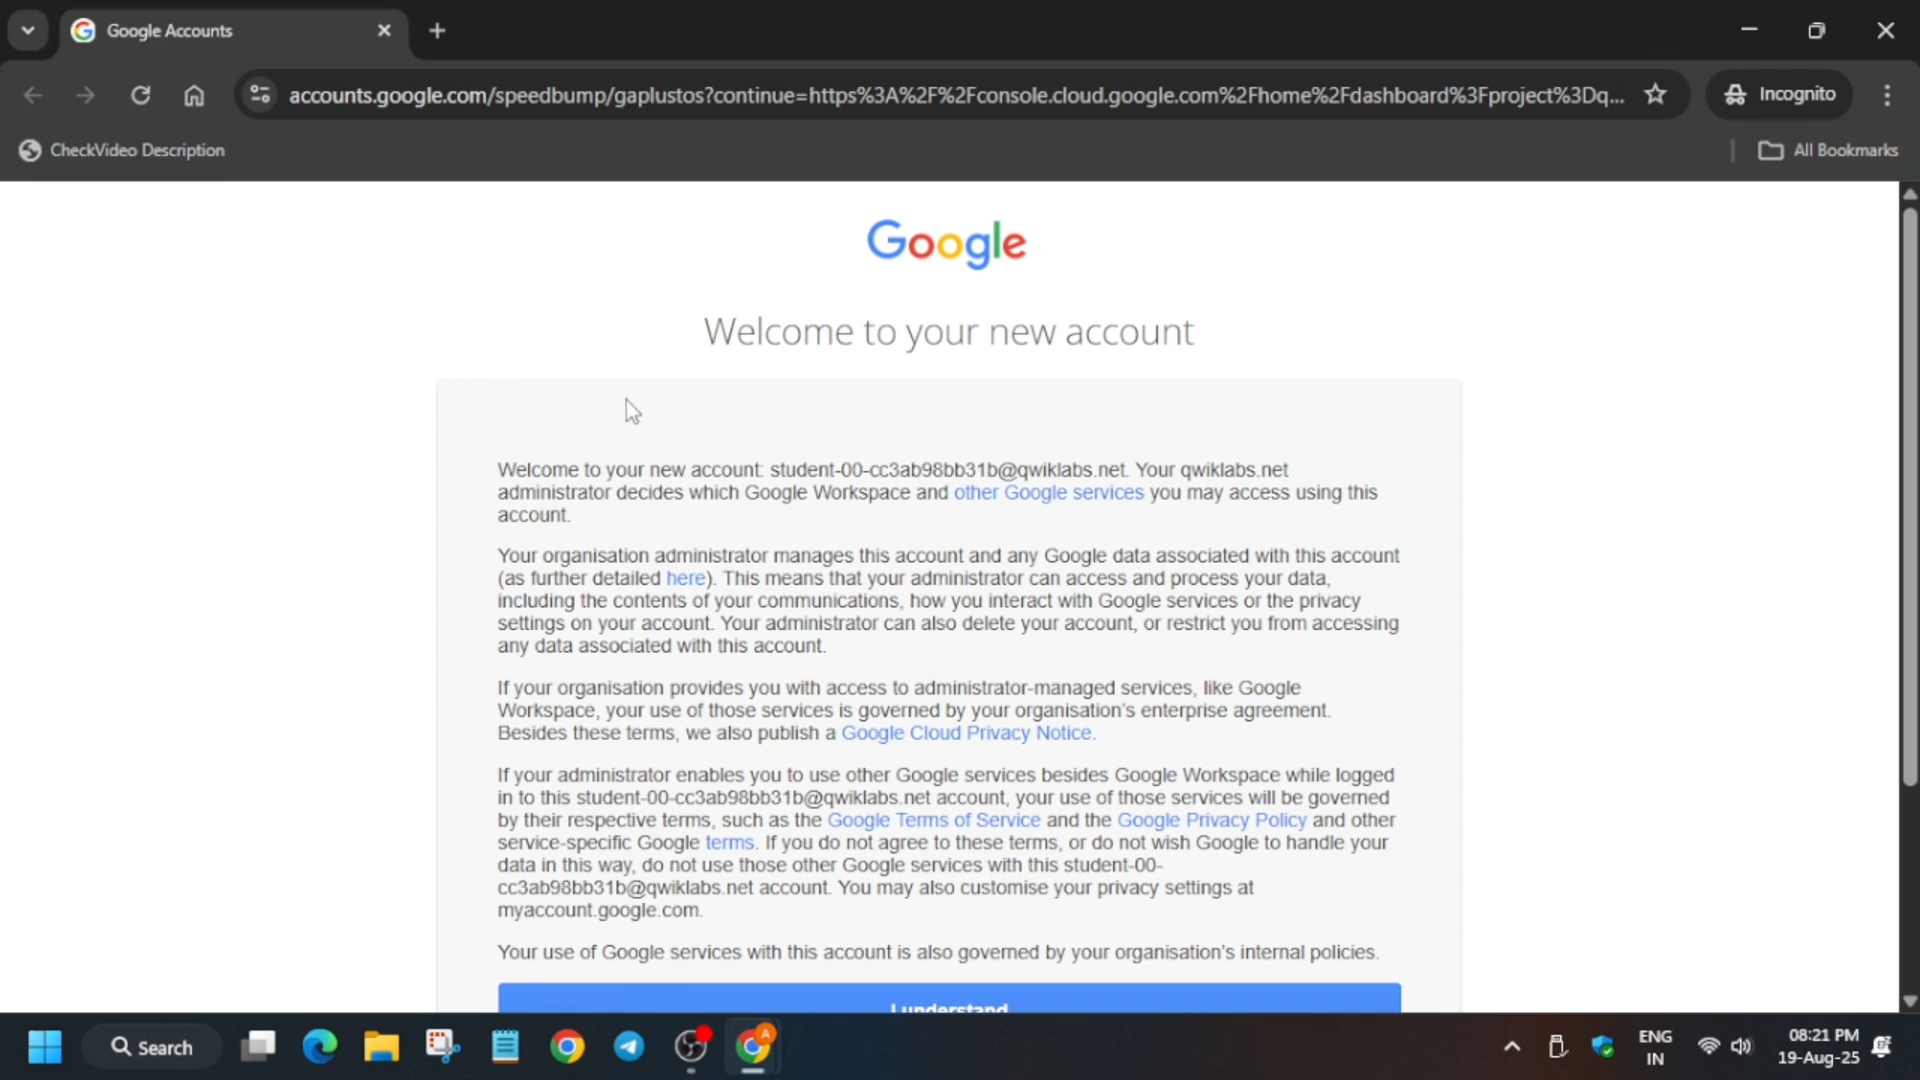 Google Accounts
accounts.google.com/speedbump/gaplustos?continue=https%3A%2F%2Fconsole.cloud.google.com%2Fhome%2Fdashboard%3Fproject%3Dq...
Incognito
CheckVideo Description
All Bookmarks
Google
Welcome to your new account
Welcome to your new account: student-00-cc3ab98bb31b@qwiklabs.net. Your qwiklabs.net
administrator decides which Google Workspace and other Google services you may access using this
account.
Your organisation administrator manages this account and any Google data associated with this account
(as further detailed here). This means that your administrator can access and process your data,
including the contents of your communications, how you interact with Google services or the privacy
settings on your account. Your administrator can also delete your account, or restrict you from accessing
any data associated with this account.
If your organisation provides you with access to administrator-managed services, like Google
Workspace, your use of those services is governed by your organisation's enterprise agreement.
Besides these terms, we also publish a Google Cloud Privacy Notice.
If your administrator enables you to use other Google services besides Google Workspace while logged
in to this student-00-cc3ab98bb31b@qwiklabs.net account, your use of those services will be governed
by their respective terms, such as the Google Terms of Service and the Google Privacy Policy and other
service-specific Google terms. If you do not agree to these terms, or do not wish Google to handle your
data in this way, do not use those other Google services with this student-00-
cc3ab98bb31b@qwiklabs.net account. You may also customise your privacy settings at
myaccount.google.com.
Your use of Google services with this account is also governed by your organisation's internal policies.
I understand
Search
A
ENG
IN
08:21 PM
19-Aug-25